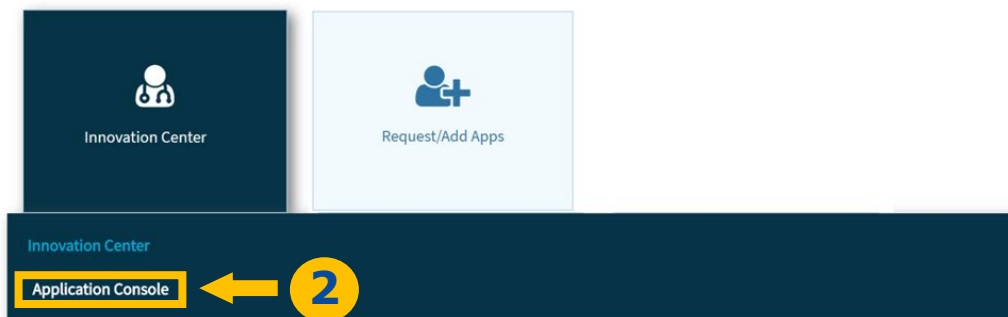 Innovation Center
Request/Add Apps
Innovation Center
Application Console
2